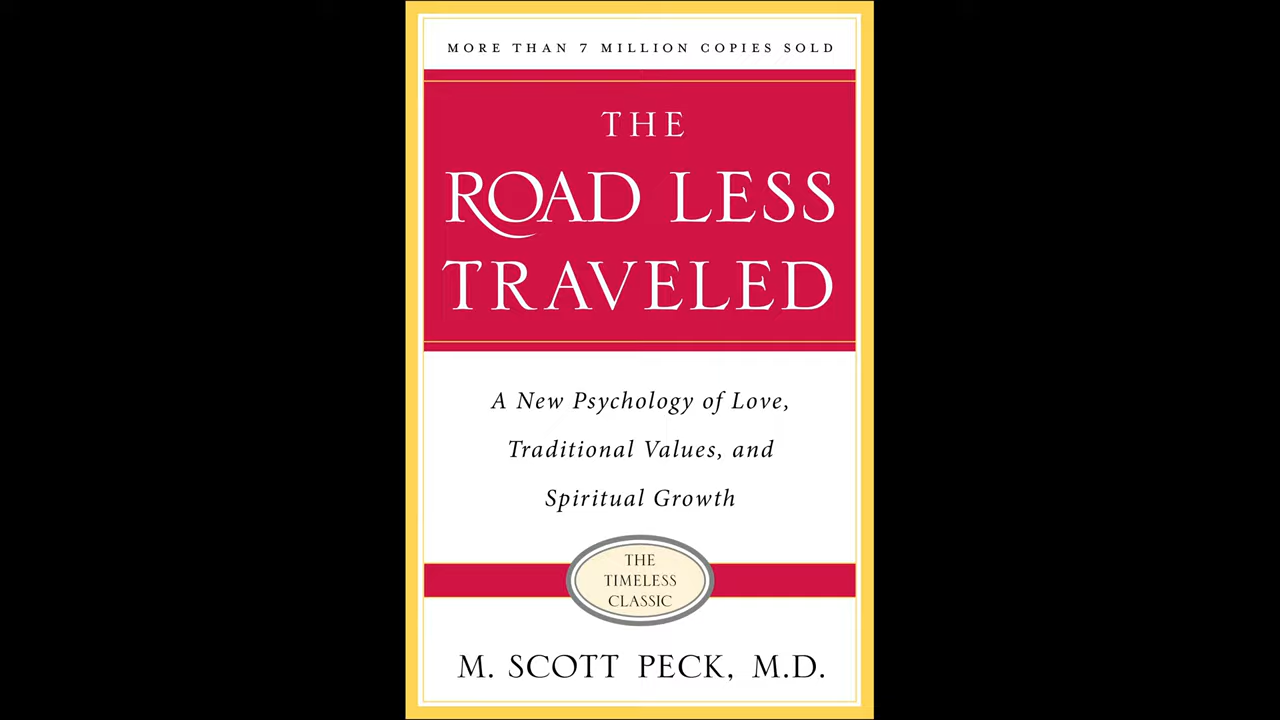 MORE THAN 7 MILLION COPIES SOLD
THE
ROAD LESS
TRAVELED
A New Psychology of Love,
Traditional Values, and
Spiritual Growth
THE
TIMELESS
CLASSIC
M. SCOTT PECK, M.D.